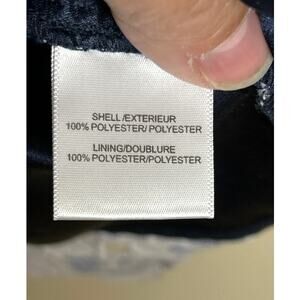 SHELL/EXTERIEUR
100% POLYESTER/ POLYESTER
LINING/DOUBLURE
100% POLYESTER/POLYESTER